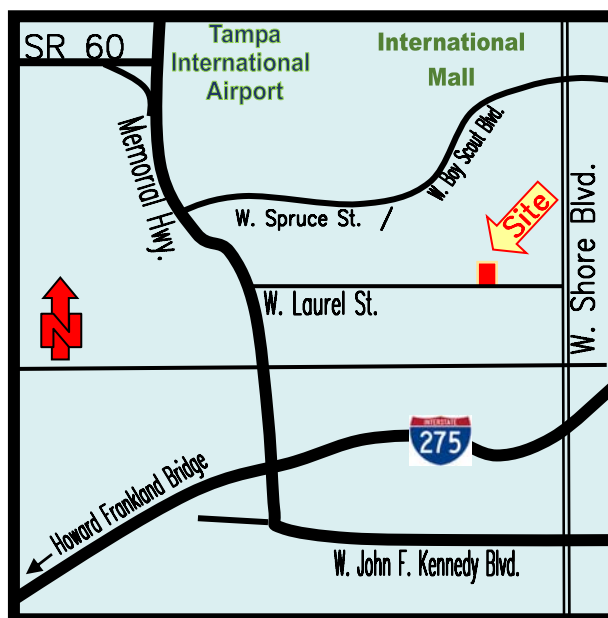 SR 60
Tampa
International
Airport
International
Mall
Memorial Hwy.
W. Boy Scout Blvd.
W. Spruce St. /
Site
W. Shore Blvd.
W. Laurel St.
N
INTERSTATE
275
Howard Frankland Bridge
W. John F. Kennedy Blvd.